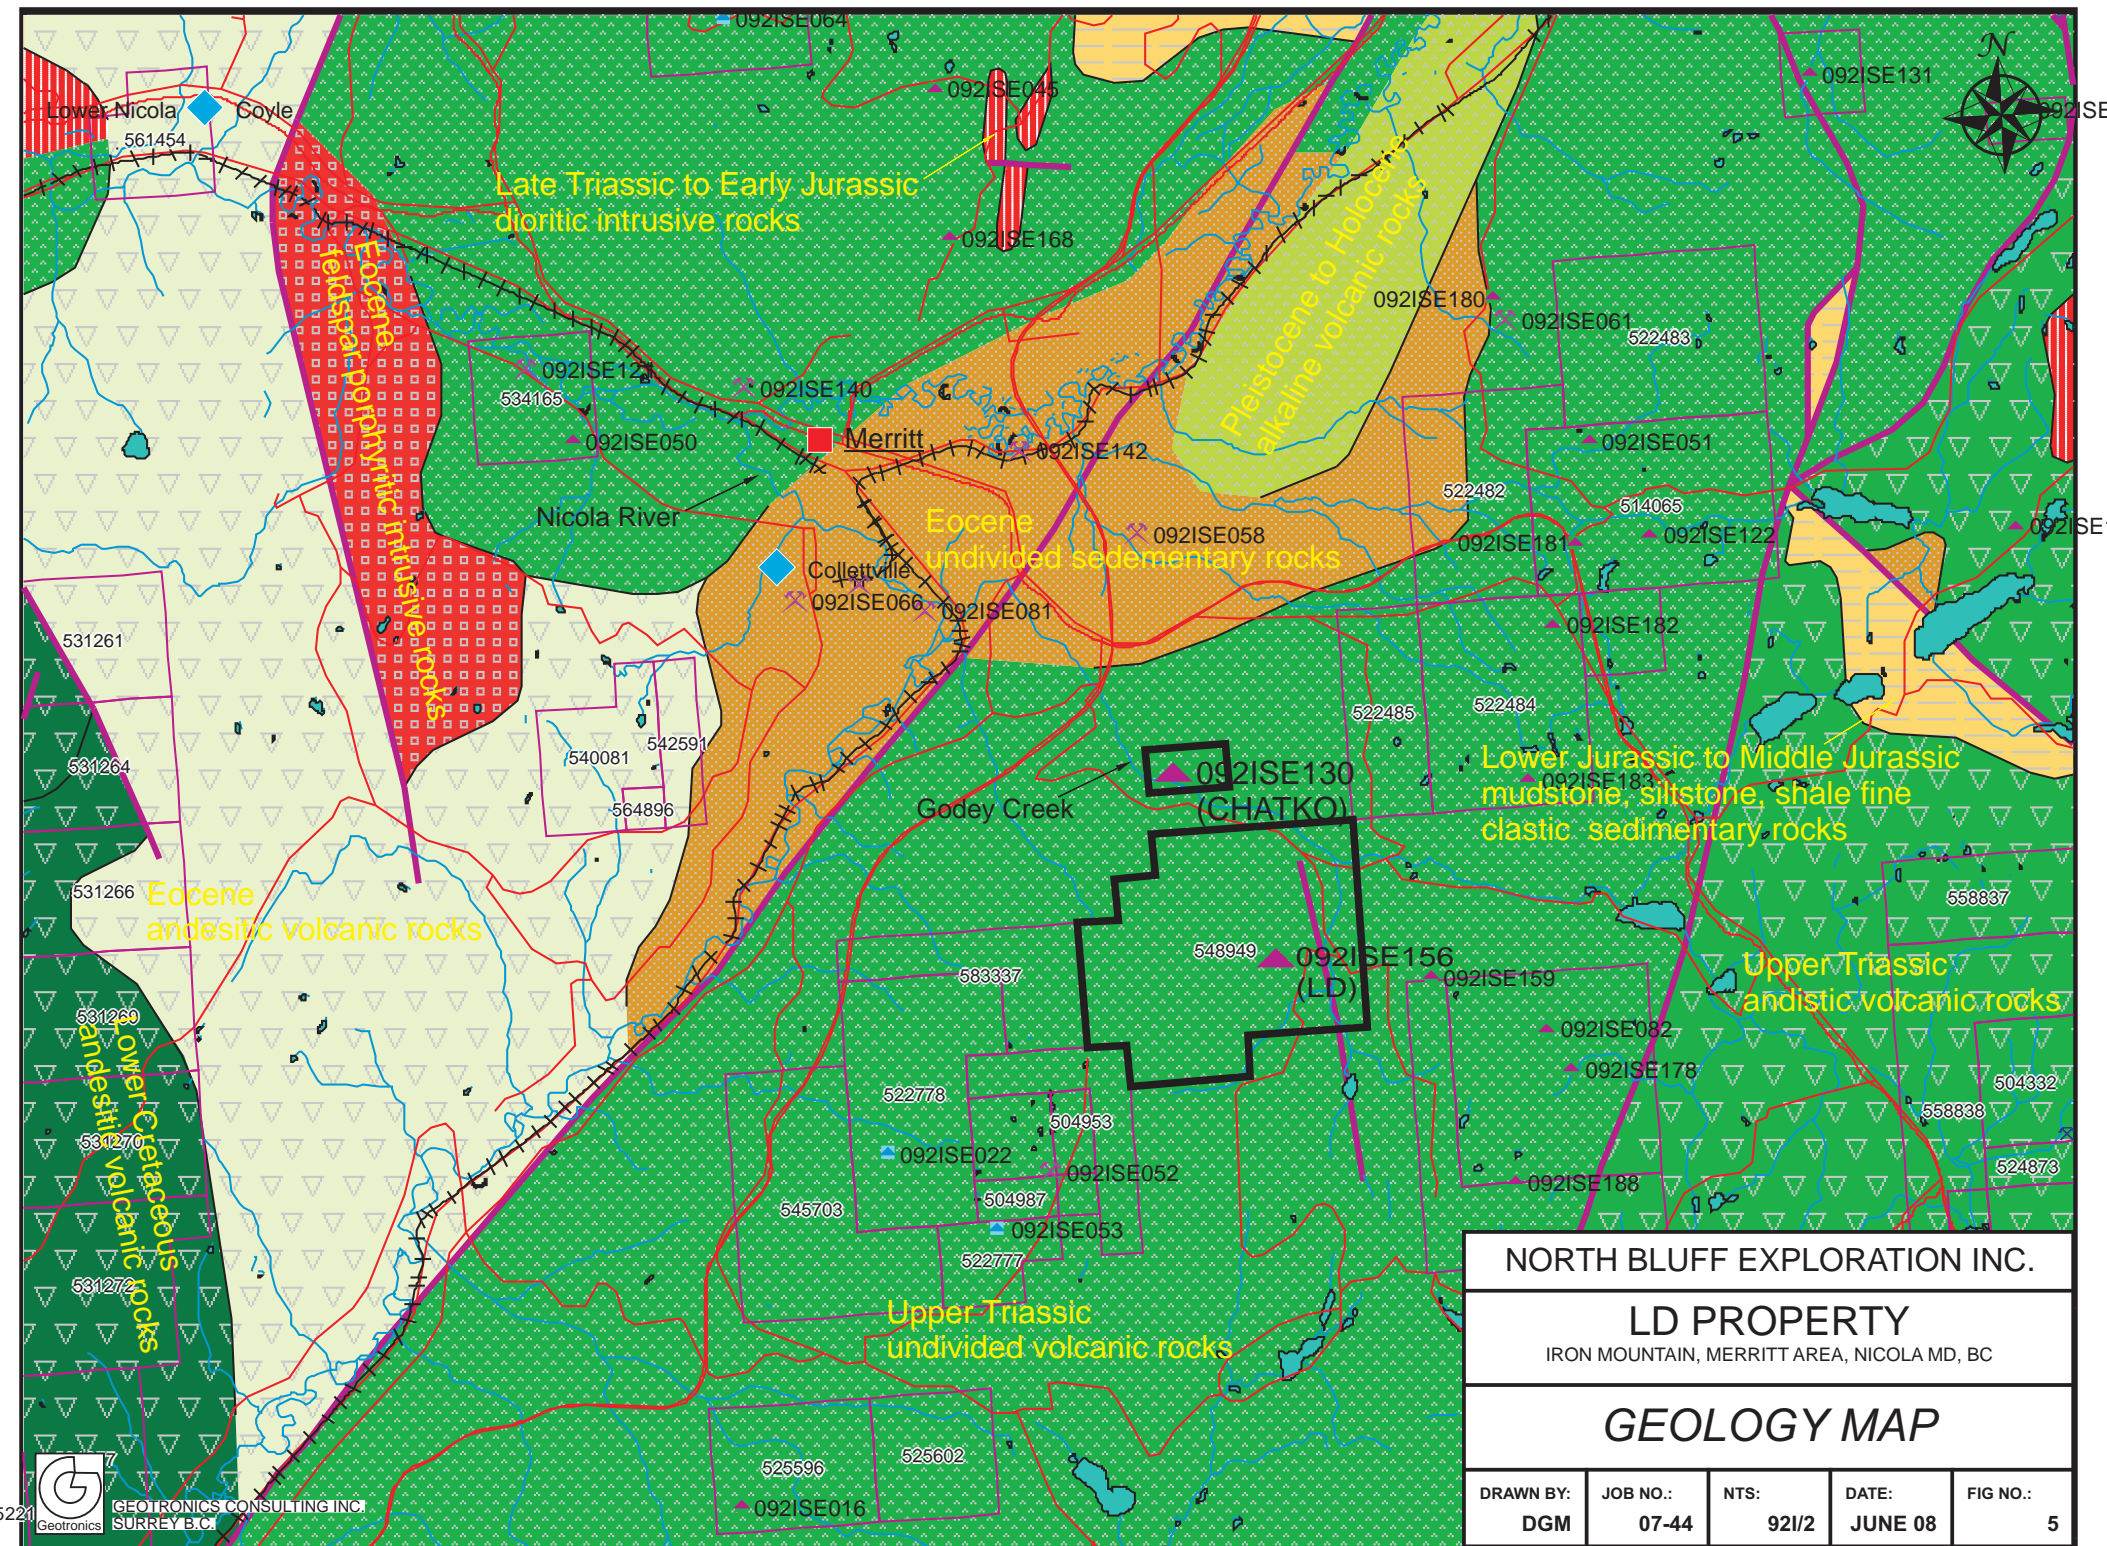 092ISE064
092ISE131
092ISE045
Lower Nicola
Coyle
561454
Late Triassic to Early Jurassic
dioritic intrusive rocks
092ISE168
Eocene
feldspar porphyritic intrusive rocks
Pleistocene to Holocene
alkaline volcanic rocks
092ISE180
092ISE061
522483
092ISE121
534165
092ISE140
092ISE050
Merritt
092ISE142
092ISE051
522482
514065
Nicola River
Eocene
undivided sedementary rocks
092ISE058
092ISE181
092ISE122
Collettville
092ISE066
092ISE081
092ISE182
531261
522485
522484
540081
542591
531264
564896
092ISE130
(CHATKO)
Godey Creek
092ISE183
Lower Jurassic to Middle Jurassic
mudstone, siltstone, shale fine
clastic sedimentary rocks
531266
Eocene
andesitic volcanic rocks
558837
583337
548949
092ISE156
(LD)
092ISE159
Upper Triassic
andistic volcanic rocks
531269
Lower Cretaceous
andesitic volcanic rocks
092ISE082
092ISE178
522778
504953
504332
558838
531270
092ISE022
092ISE052
524873
504987
092ISE188
545703
092ISE053
522777
531272
Upper Triassic
undivided volcanic rocks
525596
525602
092ISE016
N
NORTH BLUFF EXPLORATION INC.
LD PROPERTY
IRON MOUNTAIN, MERRITT AREA, NICOLA MD, BC
GEOLOGY MAP
DRAWN BY:
DGM
JOB NO.:
07-44
NTS:
92I/2
DATE:
JUNE 08
FIG NO.:
5
G
Geotronics
GEOTRONICS CONSULTING INC.
SURREY B.C.